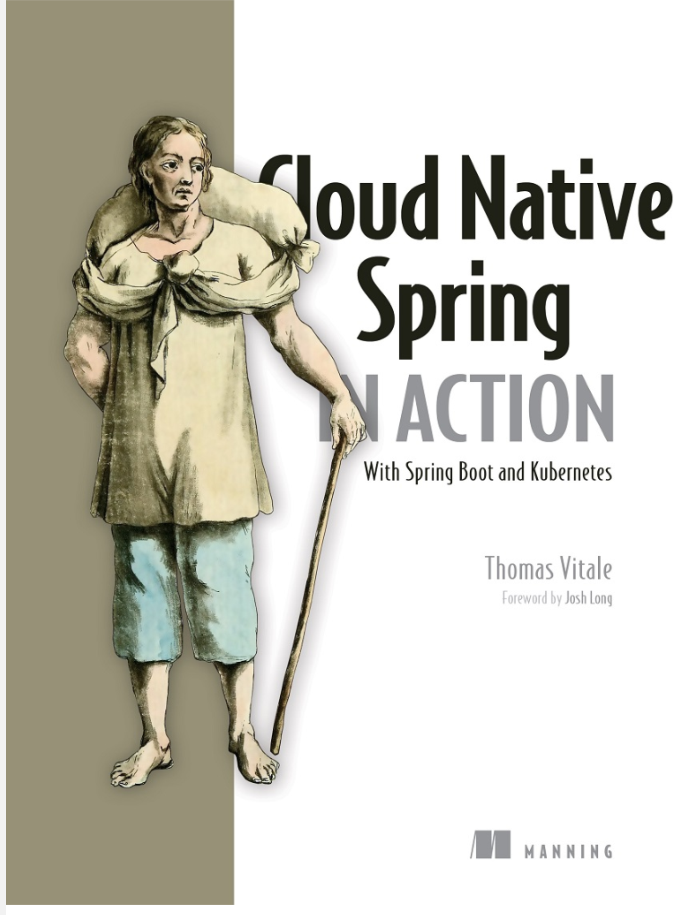 Cloud Native
Spring
IN ACTION
With Spring Boot and Kubernetes
Thomas Vitale
Foreword by Josh Long
MANNING